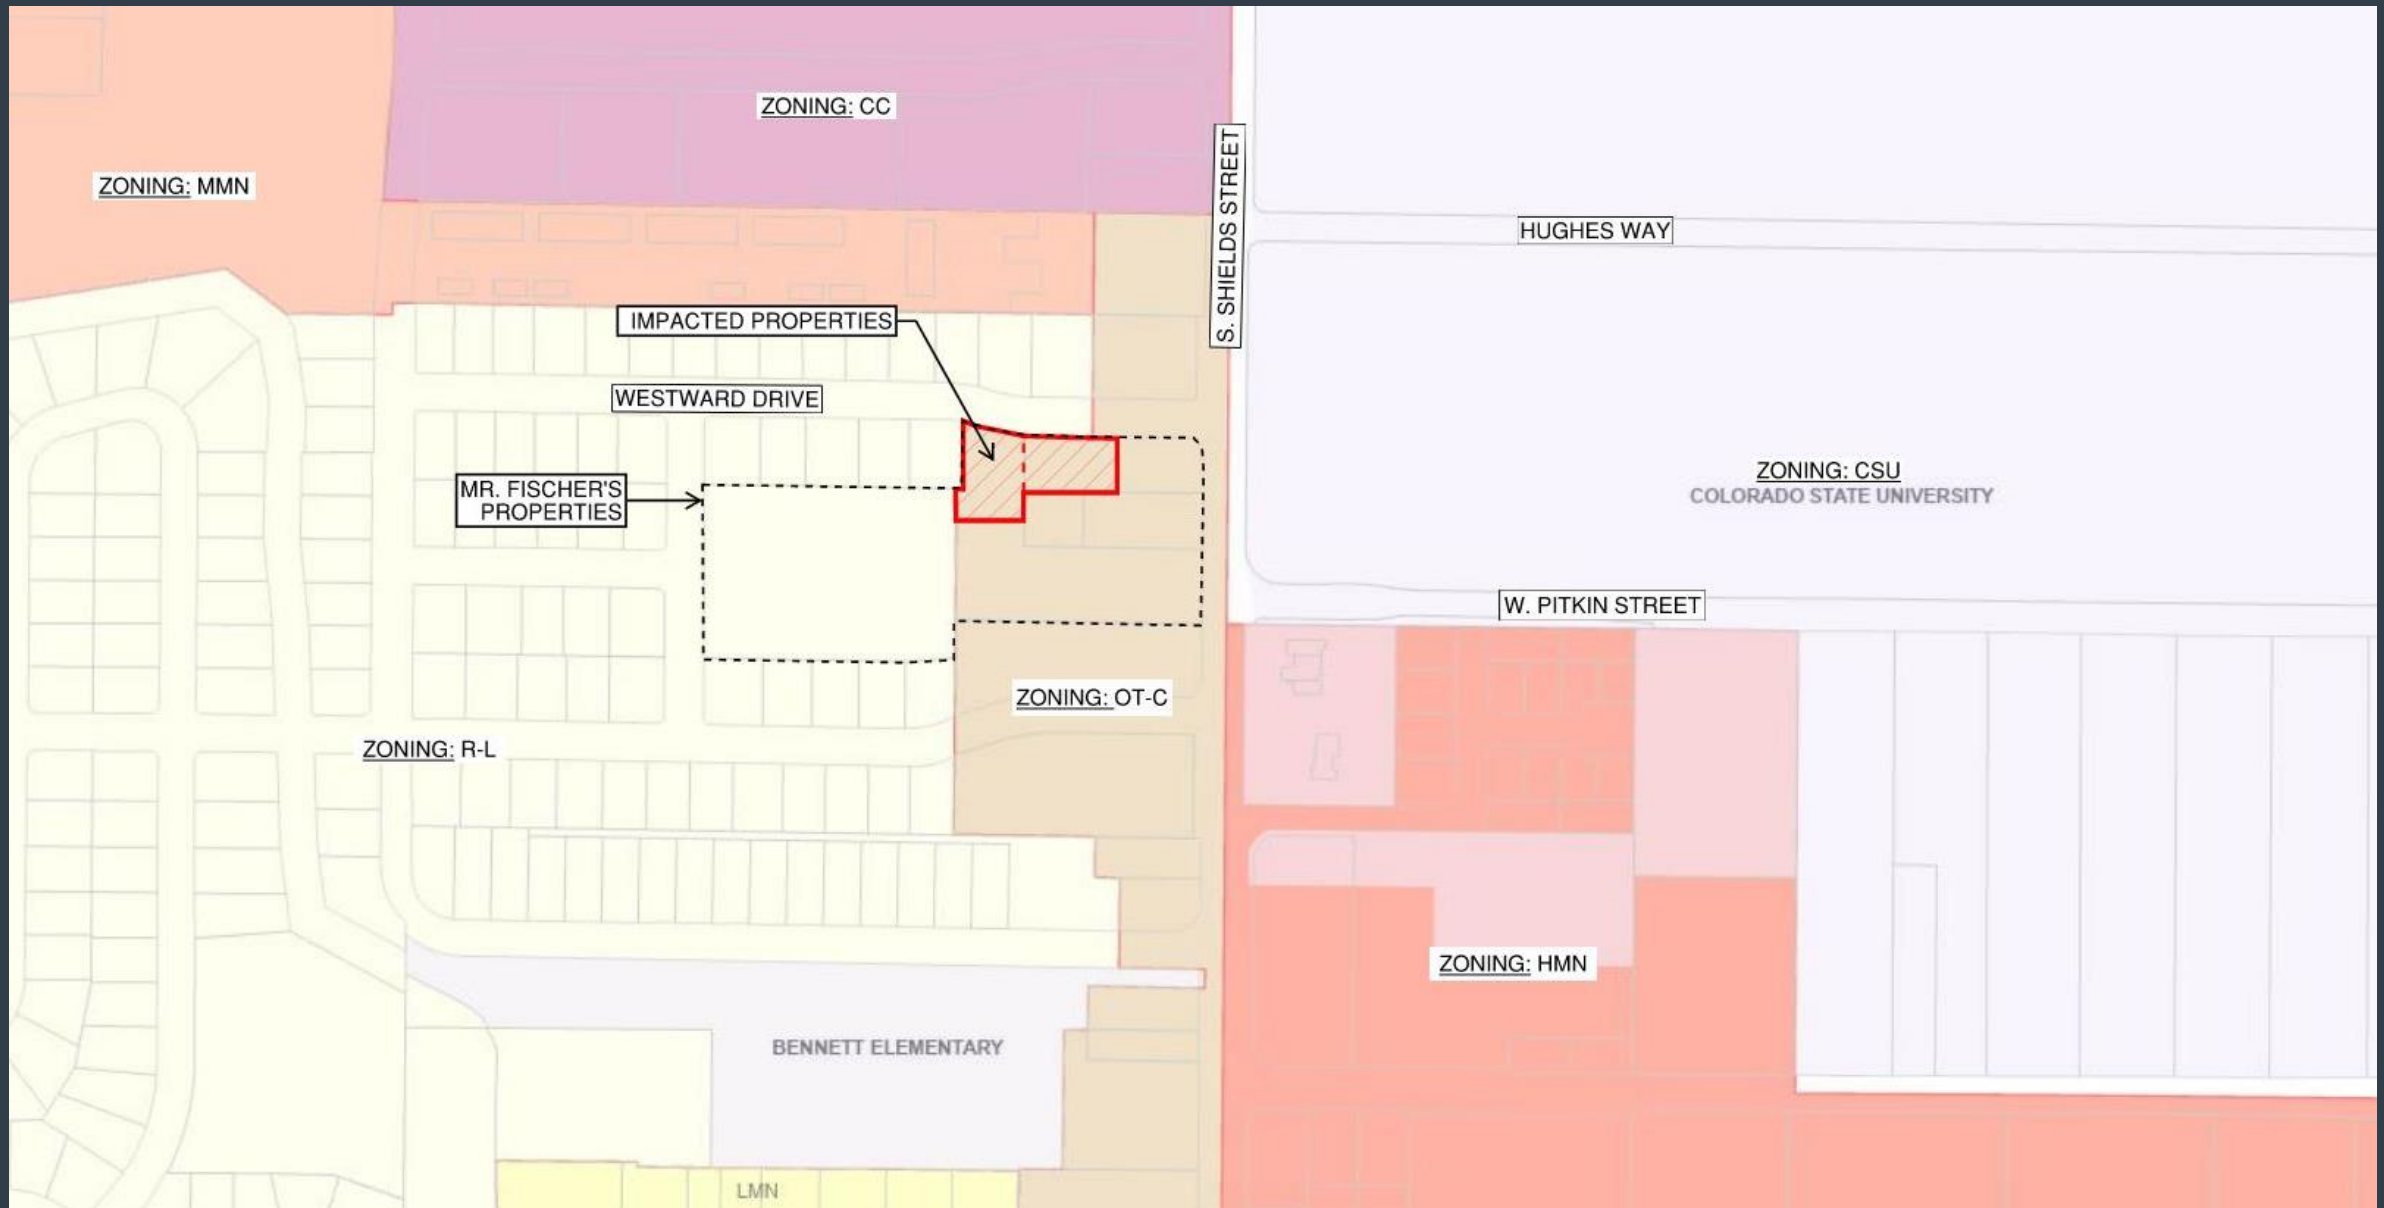 ZONING: CC
ZONING: MMN
S. SHIELDS STREET
HUGHES WAY
IMPACTED PROPERTIES
WESTWARD DRIVE
MR. FISCHER'S
PROPERTIES
ZONING: CSU
COLORADO STATE UNIVERSITY
W. PITKIN STREET
ZONING: OT-C
ZONING: R-L
ZONING: HMN
BENNETT ELEMENTARY
LMN